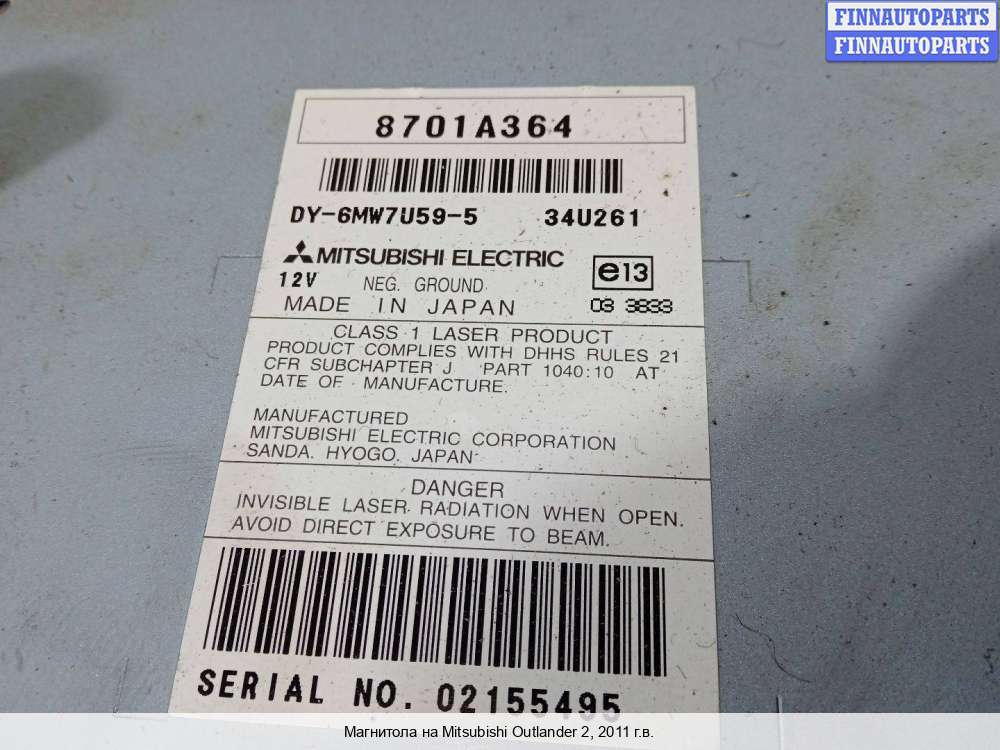 FINNAUTOPARTS
FINNAUTOPARTS
8701A364
DY-6MW7U59-5 34U261
MITSUBISHI ELECTRIC
e13
12V NEG. GROUND
MADE IN JAPAN 03 3833
CLASS 1 LASER PRODUCT
PRODUCT COMPLIES WITH DHHS RULES 21
CFR SUBCHAPTER J PART 1040:10 AT
DATE OF MANUFACTURE.
MANUFACTURED
MITSUBISHI ELECTRIC CORPORATION
SANDA. HYOGO. JAPAN
DANGER
INVISIBLE LASER RADIATION WHEN OPEN.
AVOID DIRECT EXPOSURE TO BEAM.
SERIAL NO. 02155495
Магнитола на Mitsubishi Outlander 2, 2011 г.в.